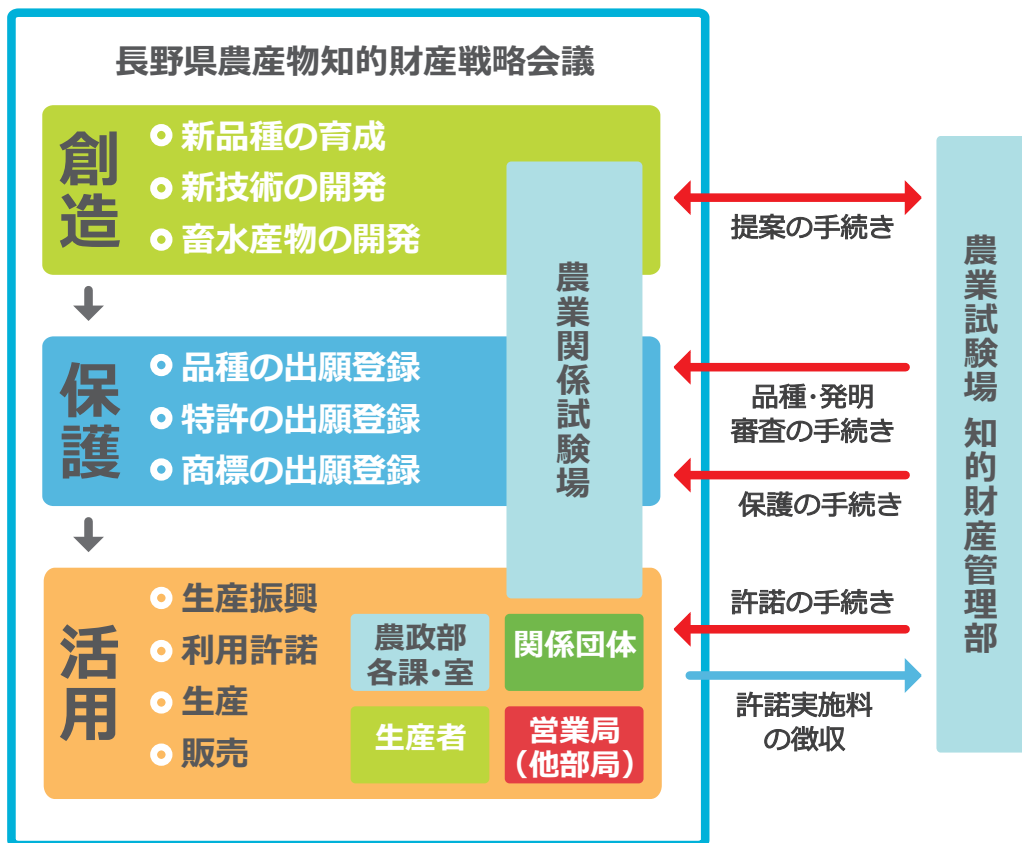 長野県農産物知的財産戦略会議
創造
新品種の育成
新技術の開発
畜水産物の開発
保護
品種の出願登録
特許の出願登録
商標の出願登録
活用
生産振興
利用許諾
生産
販売
農業関係試験場
農政部
各課・室
関係団体
生産者
営業局
（他部局）
提案の手続き
品種・発明
審査の手続き
保護の手続き
許諾の手続き
許諾実施料
の徴収
農業試験場 知的財産管理部